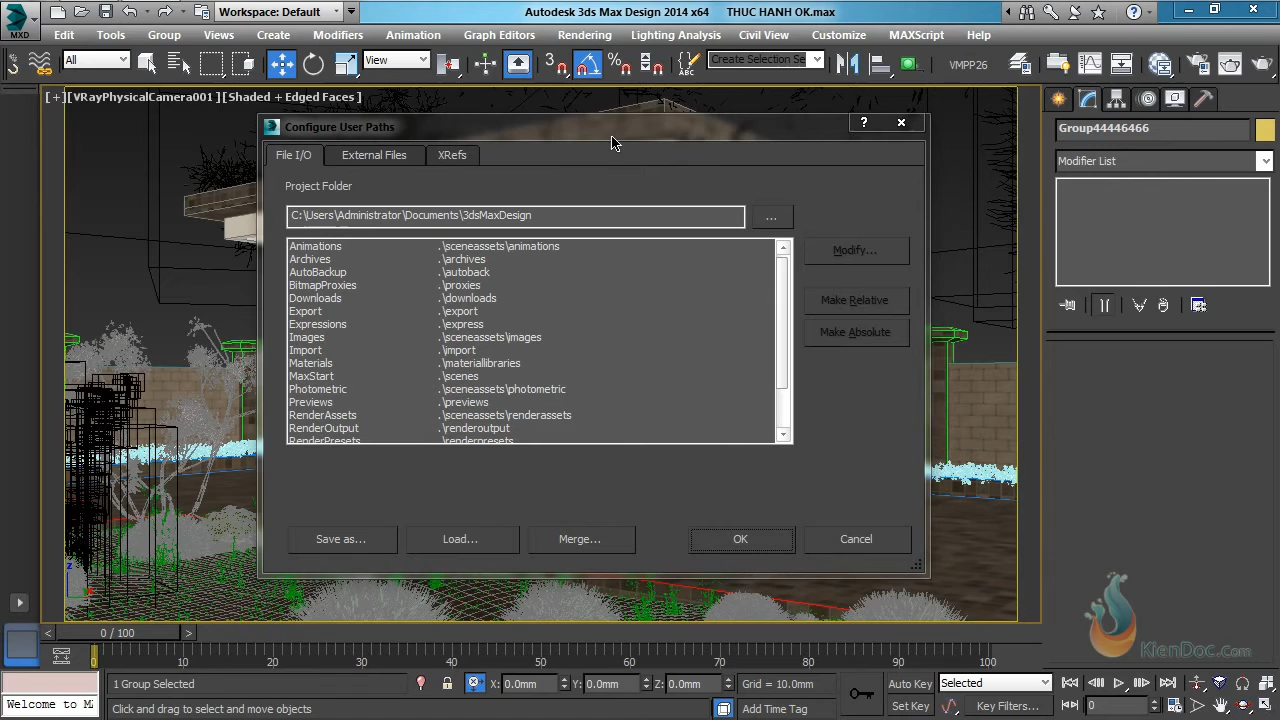 MXD
Workspace: Default
Autodesk 3ds Max Design 2014 x64 THUC HANH OK.max
Edit Tools Group Views Create Modifiers Animation Graph Editors Rendering Lighting Analysis Civil View Customize MAXScript Help
All
View
3
Create Selection Se
VMPP26
[+][VRayPhysicalCamera001][Shaded + Edged Faces]
Configure User Paths
File I/O External Files XRefs
Project Folder
C:\Users\Administrator\Documents\3dsMaxDesign
...
Animations .\sceneassets\animations
Archives .\archives
AutoBackup .\autoback
BitmapProxies .\proxies
Downloads .\downloads
Export .\export
Expressions .\express
Images .\sceneassets\images
Import .\import
Materials .\materiallibraries
MaxStart .\scenes
Photometric .\sceneassets\photometric
Previews .\previews
RenderAssets .\sceneassets\renderassets
RenderOutput .\renderoutput
RenderPresets .\renderpresets
Modify...
Make Relative
Make Absolute
Save as... Load... Merge... OK Cancel
Group44446466
Modifier List
z
KienDoc.com
< 0 / 100 >
0 10 20 30 40 50 60 70 80 90 100
1 Group Selected X: 0.0mm Y: 0.0mm Z: 0.0mm Grid = 10.0mm Auto Key Selected
Welcome to M Click and drag to select and move objects Add Time Tag Set Key Key Filters... 0